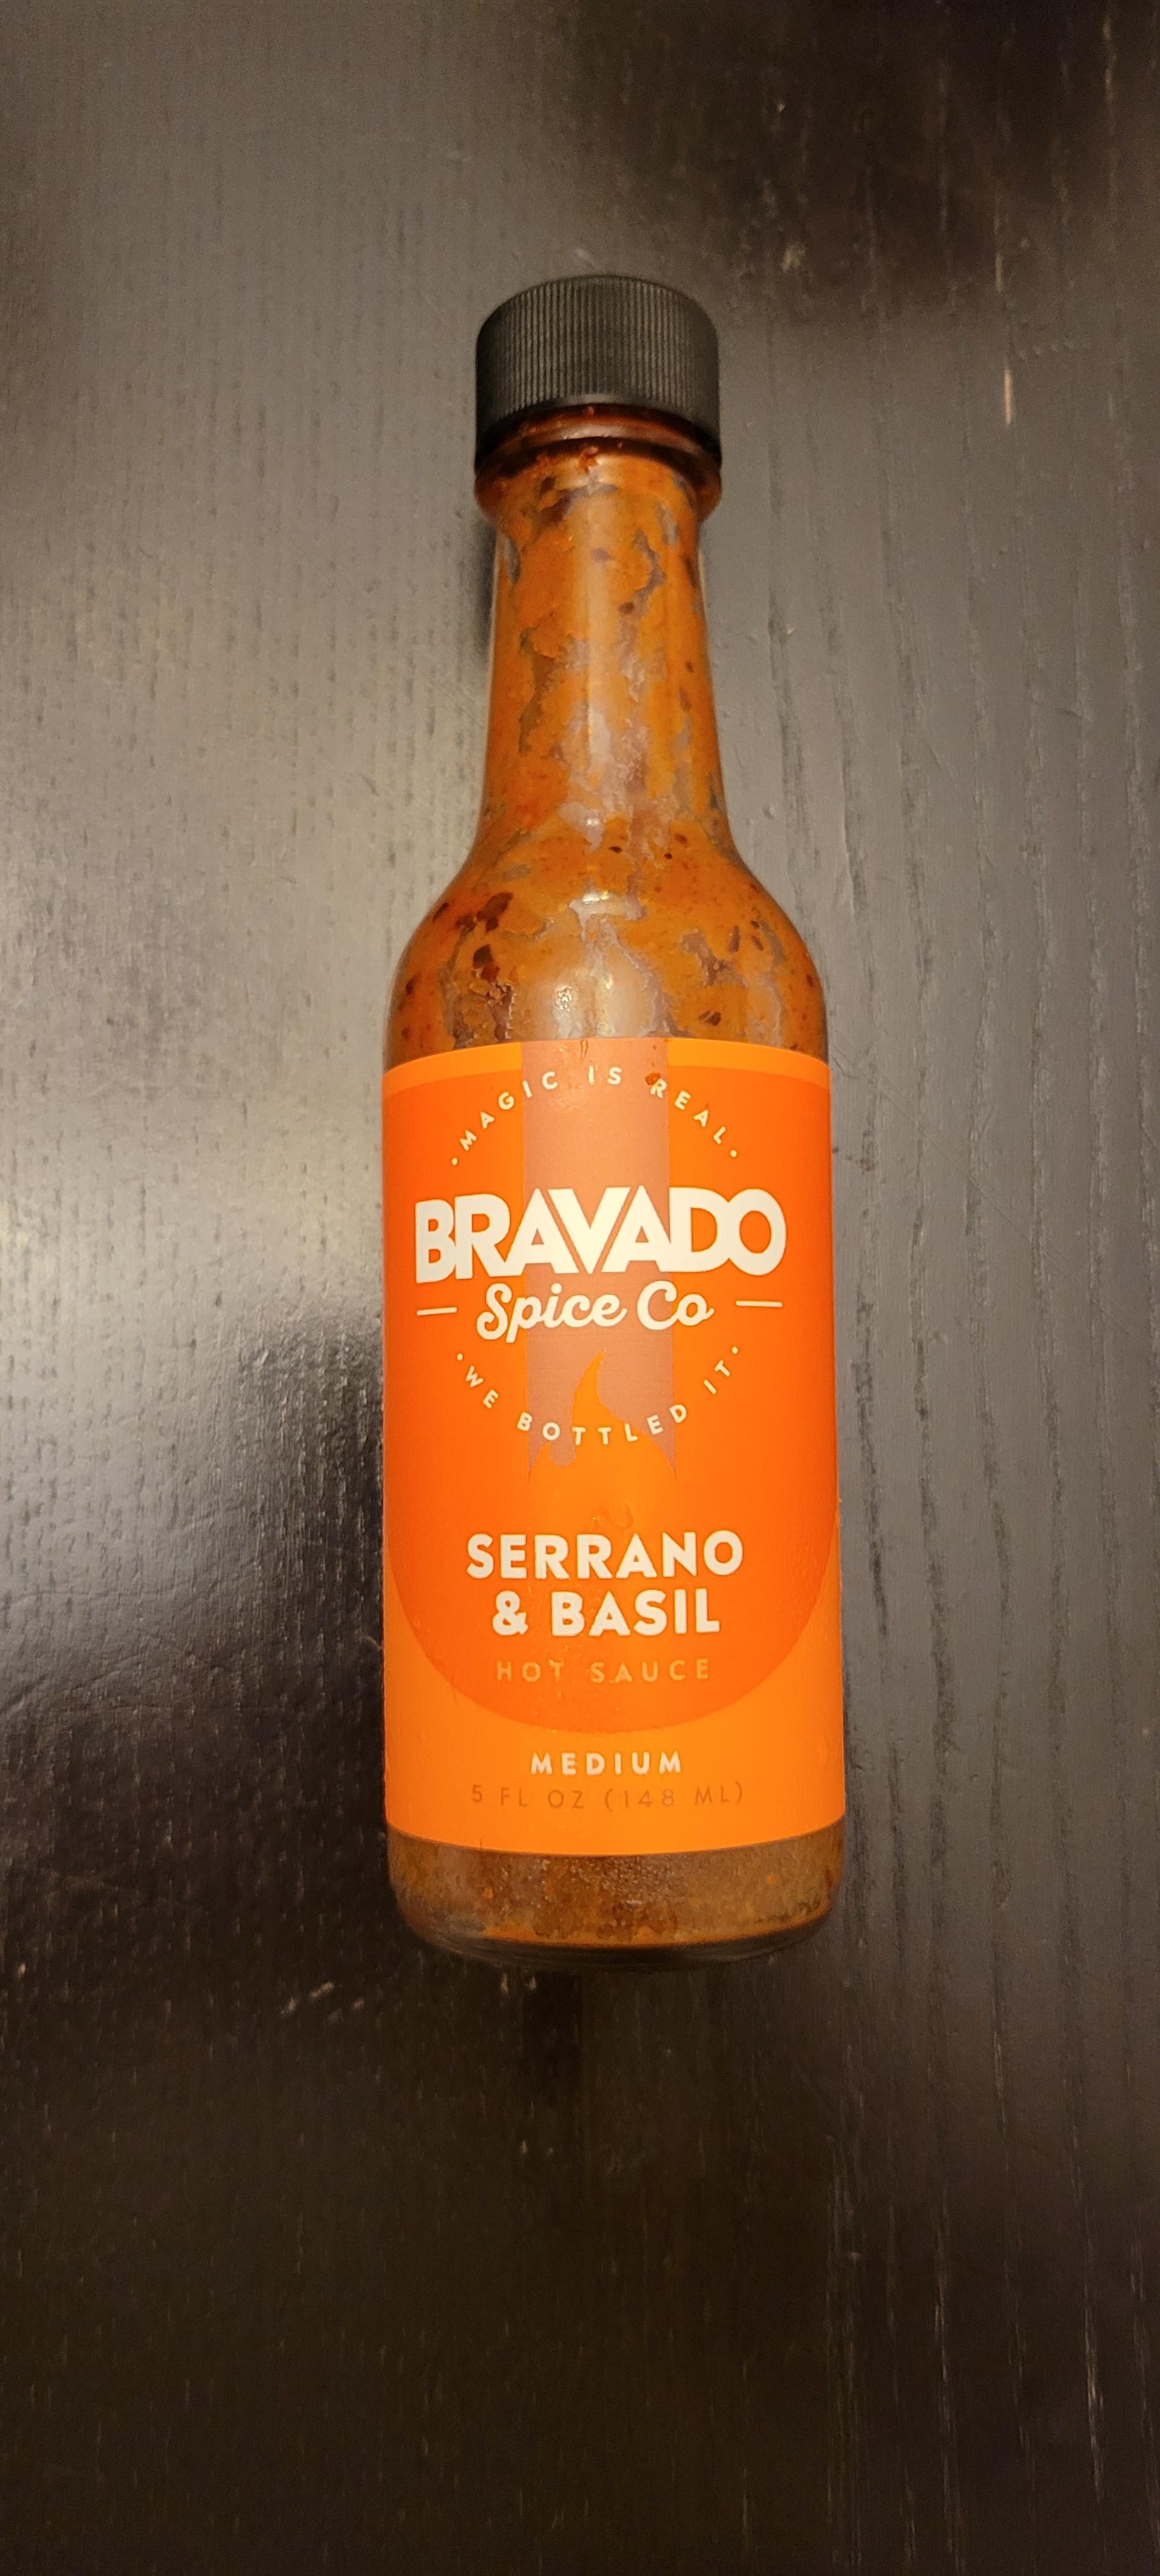 • MAGIC IS REAL •
BRAVADO
Spice Co
• WE BOTTLED IT •
SERRANO
& BASIL
HOT SAUCE
MEDIUM
5 FL OZ (148 ML)